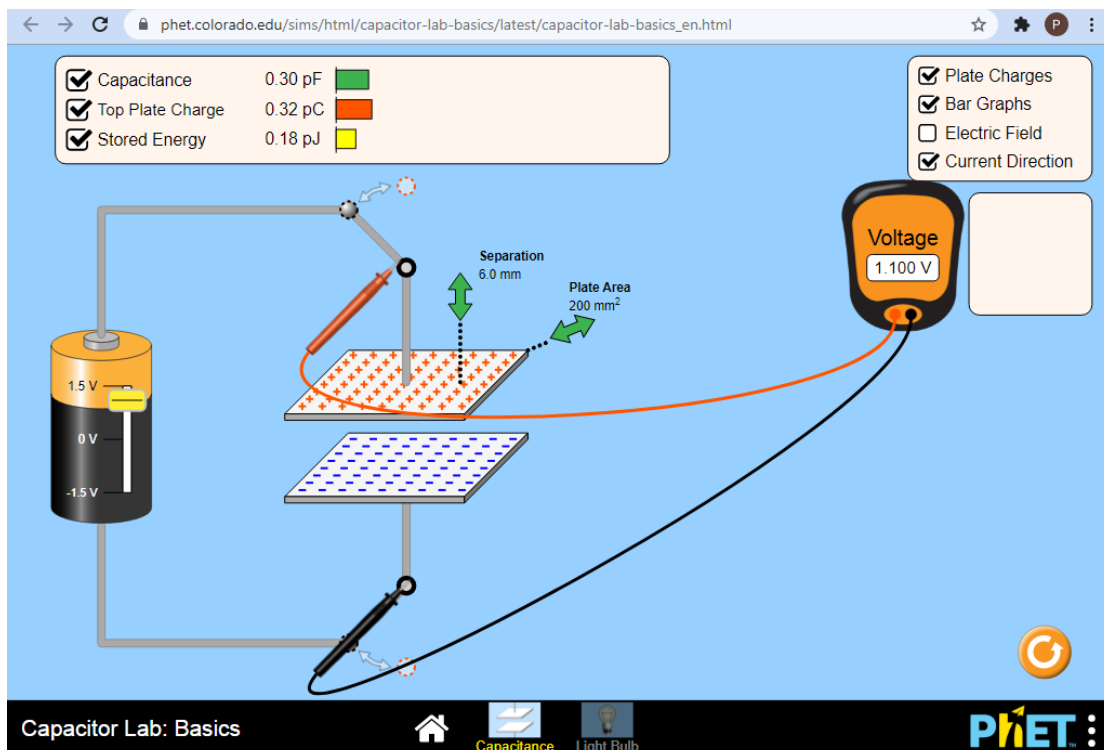 phet.colorado.edu/sims/html/capacitor-lab-basics/latest/capacitor-lab-basics_en.html
P
Capacitance 0.30 pF
Top Plate Charge 0.32 pC
Stored Energy 0.18 pJ
Plate Charges
Bar Graphs
Electric Field
Current Direction
Separation
6.0 mm
Plate Area
200 mm²
Voltage
1.100 V
1.5 V
0 V
-1.5 V
Capacitor Lab: Basics
Capacitance
Light Bulb
PhET